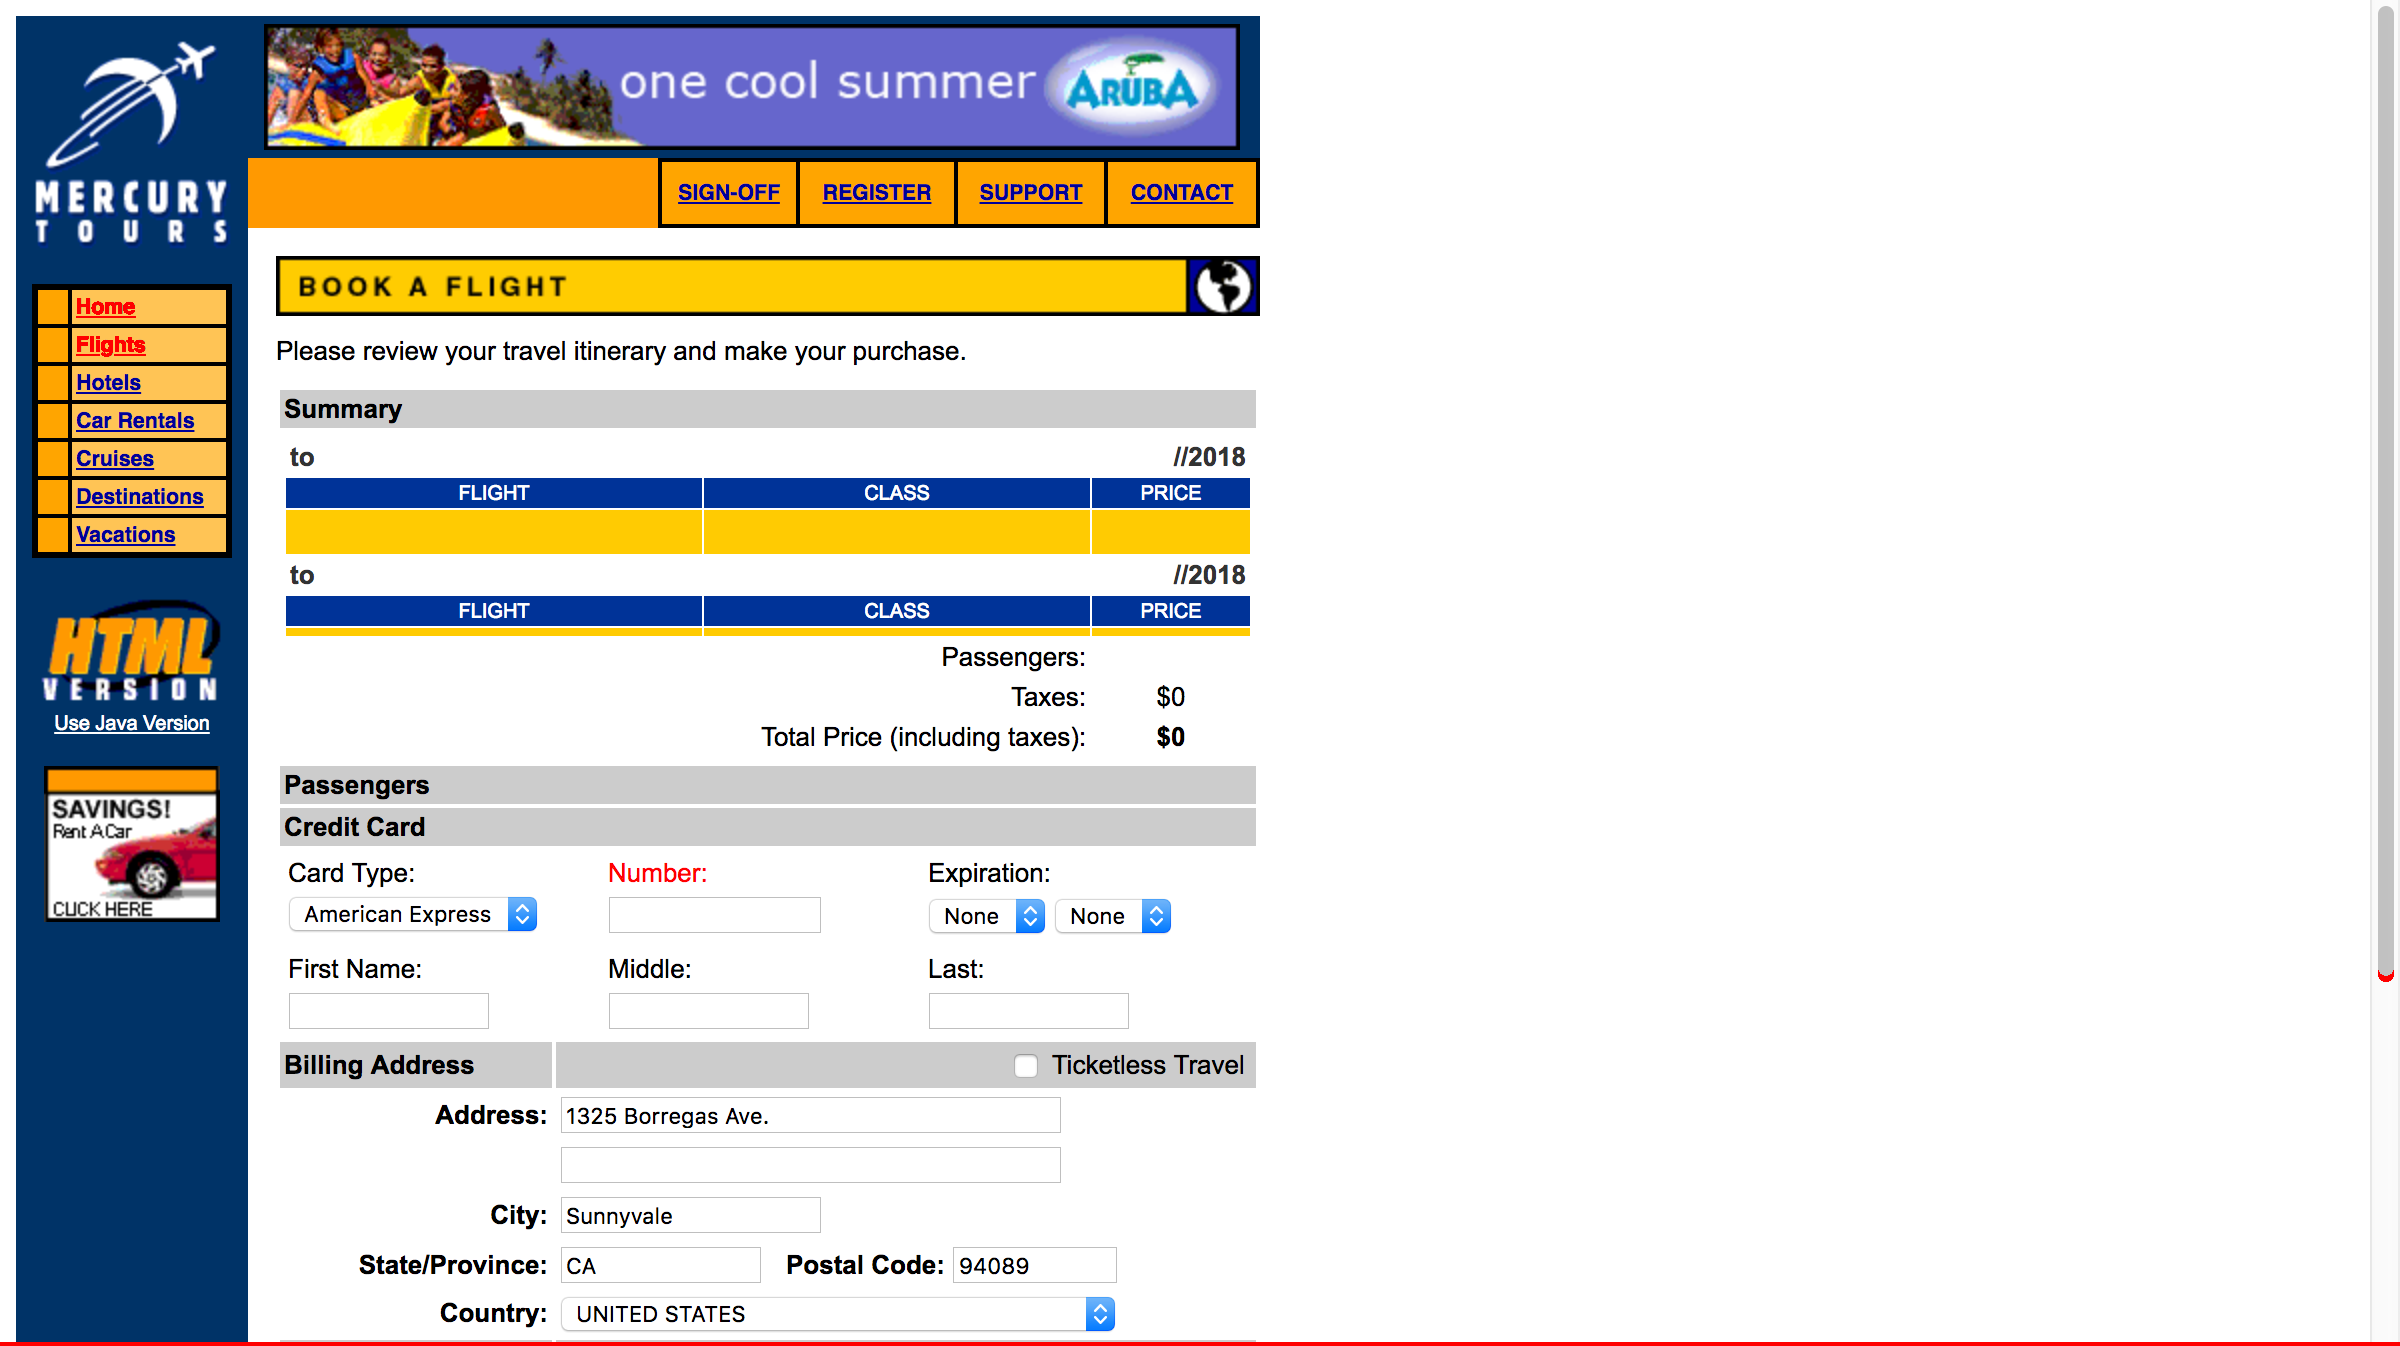 one cool summer ARUBA
MERCURY
TOURS
SIGN-OFF REGISTER SUPPORT CONTACT
BOOK A FLIGHT
Home
Flights
Hotels
Car Rentals
Cruises
Destinations
Vacations
HTML
VERSION
Use Java Version
SAVINGS!
Rent A Car
CLICK HERE
Please review your travel itinerary and make your purchase.
Summary
to //2018
FLIGHT CLASS PRICE
to //2018
FLIGHT CLASS PRICE
Passengers:
Taxes: $0
Total Price (including taxes): $0
Passengers
Credit Card
Card Type: Number: Expiration:
American Express None None
First Name: Middle: Last:
Billing Address Ticketless Travel
Address: 1325 Borregas Ave.
City: Sunnyvale
State/Province: CA Postal Code: 94089
Country: UNITED STATES